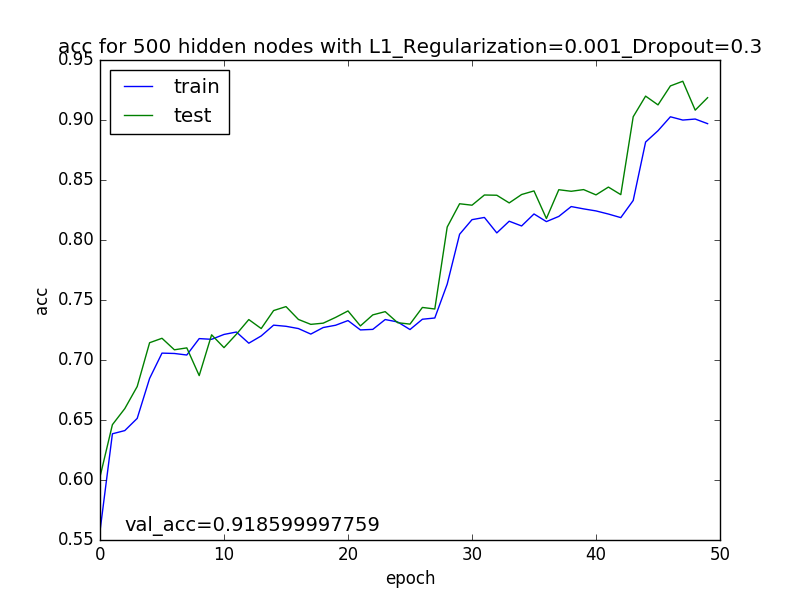 acc for 500 hidden nodes with L1_Regularization=0.001_Dropout=0.3
0.95
train
test
0.90
0.85
0.80
0.75
acc
0.70
0.65
0.60
val_acc=0.918599997759
0.55
0 10 20 30 40 50
epoch